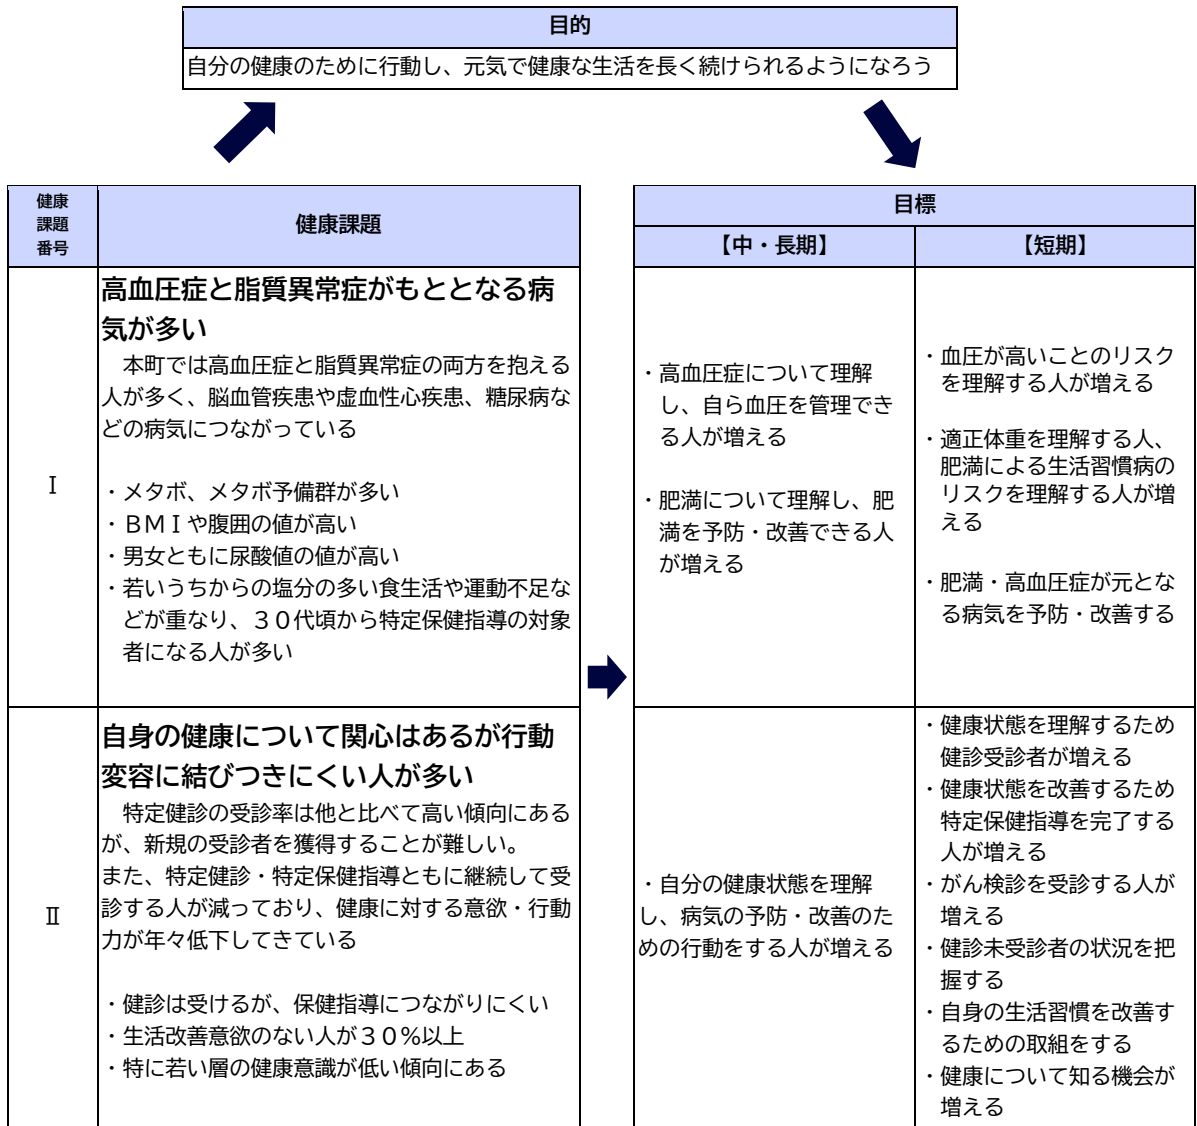 目的
自分の健康のために行動し、元気で健康な生活を長く続けられるようになろう
健康
課題
番号
健康課題
Ⅰ
高血圧症と脂質異常症がもととなる病
気が多い
本町では高血圧症と脂質異常症の両方を抱える
人が多く、脳血管疾患や虚血性心疾患、糖尿病な
どの病気につながっている
・メタボ、メタボ予備群が多い
・ＢＭＩや腹囲の値が高い
・男女ともに尿酸値の値が高い
・若いうちからの塩分の多い食生活や運動不足な
どが重なり、３０代頃から特定保健指導の対象
者になる人が多い
Ⅱ
自身の健康について関心はあるが行動
変容に結びつきにくい人が多い
特定健診の受診率は他と比べて高い傾向にある
が、新規の受診者を獲得することが難しい。
また、特定健診・特定保健指導ともに継続して受
診する人が減っており、健康に対する意欲・行動
力が年々低下してきている
・健診は受けるが、保健指導につながりにくい
・生活改善意欲のない人が３０％以上
・特に若い層の健康意識が低い傾向にある
目標
【中・長期】
【短期】
・高血圧症について理解
し、自ら血圧を管理でき
る人が増える
・肥満について理解し、肥
満を予防・改善できる人
が増える
・血圧が高いことのリスク
を理解する人が増える
・適正体重を理解する人、
肥満による生活習慣病の
リスクを理解する人が増
える
・肥満・高血圧症が元とな
る病気を予防・改善する
・自分の健康状態を理解
し、病気の予防・改善のた
めの行動をする人が増える
・健康状態を理解するため
健診受診者が増える
・健康状態を改善するため
特定保健指導を完了する
人が増える
・がん検診を受診する人が
増える
・健診未受診者の状況を把
握する
・自身の生活習慣を改善す
るための取組をする
・健康について知る機会が
増える